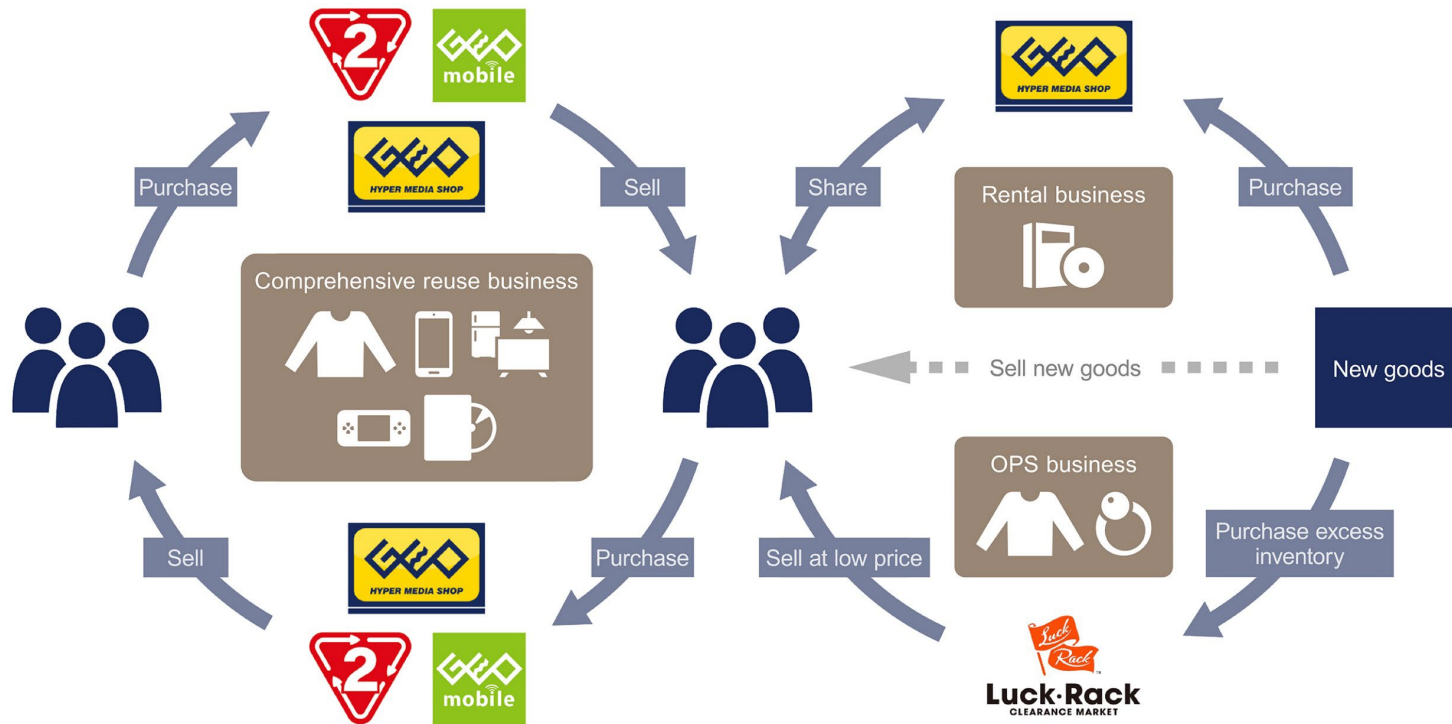 2
GEO
mobile
GEO
HYPER MEDIA SHOP
GEO
HYPER MEDIA SHOP
Purchase
Sell
Share
Purchase
Rental business
Comprehensive reuse business
Sell new goods
New goods
OPS business
Sell
Purchase
Sell at low price
Purchase excess
inventory
GEO
HYPER MEDIA SHOP
2
GEO
mobile
Luck
Rack
TM
Luck·Rack
CLEARANCE MARKET